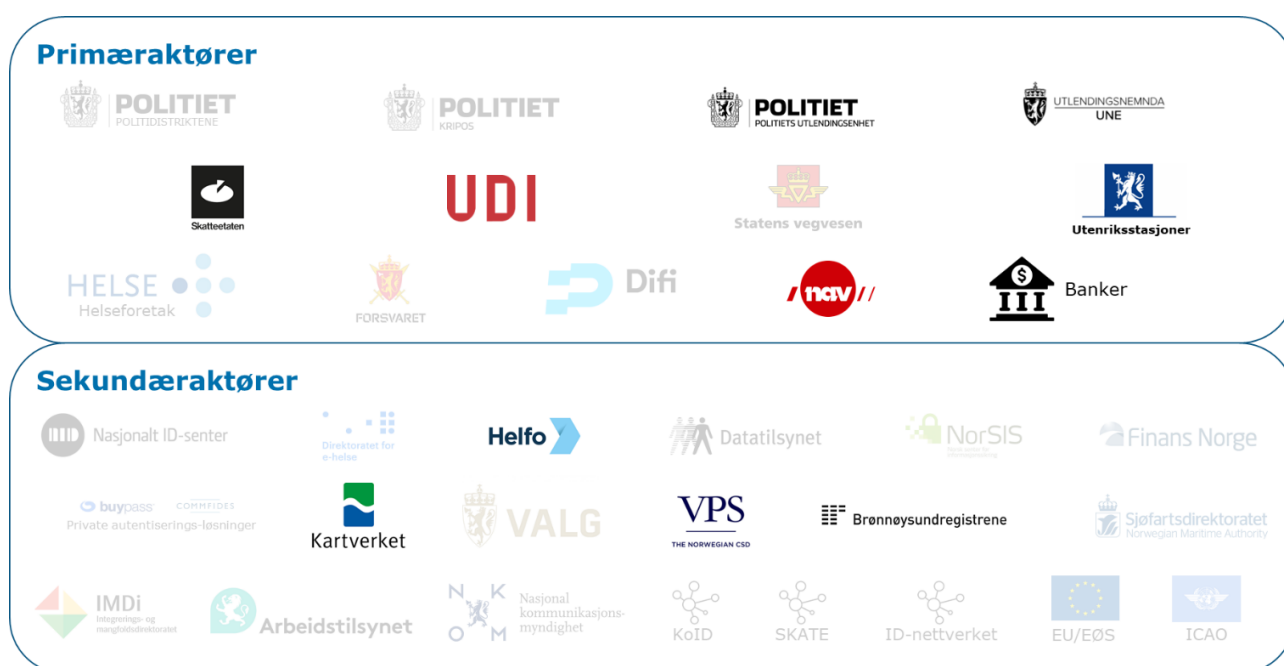 Primæraktører
POLITIET
POLITIDISTRIKTENE
POLITIET
KRIPOS
POLITIET
POLITIETS UTLENDINGSENHET
UTLENDINGSNEMNDA
UNE
Skatteetaten
UDI
Statens vegvesen
Utenriksstasjoner
HELSE
Helseforetak
FORSVARET
Difi
nav
$
Banker
Sekundæraktører
Nasjonalt ID-senter
Direktoratet for
e-helse
Helfo
Datatilsynet
NorSIS
Finans Norge
buypass
COMMFIDES
Private autentiserings-løsninger
Kartverket
VALG
VPS
THE NORWEGIAN CSD
Brønnøysundregistrene
Sjøfartsdirektoratet
Norwegian Maritime Authority
IMDi
Integrerings- og
mangfoldsdirektoratet
Arbeidstilsynet
N K
O M
Nasjonal
kommunikasjons-
myndighet
KoID
SKATE
ID-nettverket
EU/EØS
ICAO